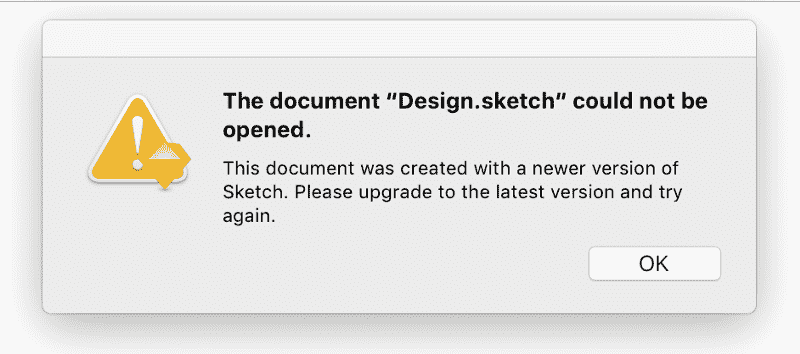 The document “Design.sketch” could not be
opened.
This document was created with a newer version of
Sketch. Please upgrade to the latest version and try
again.
OK